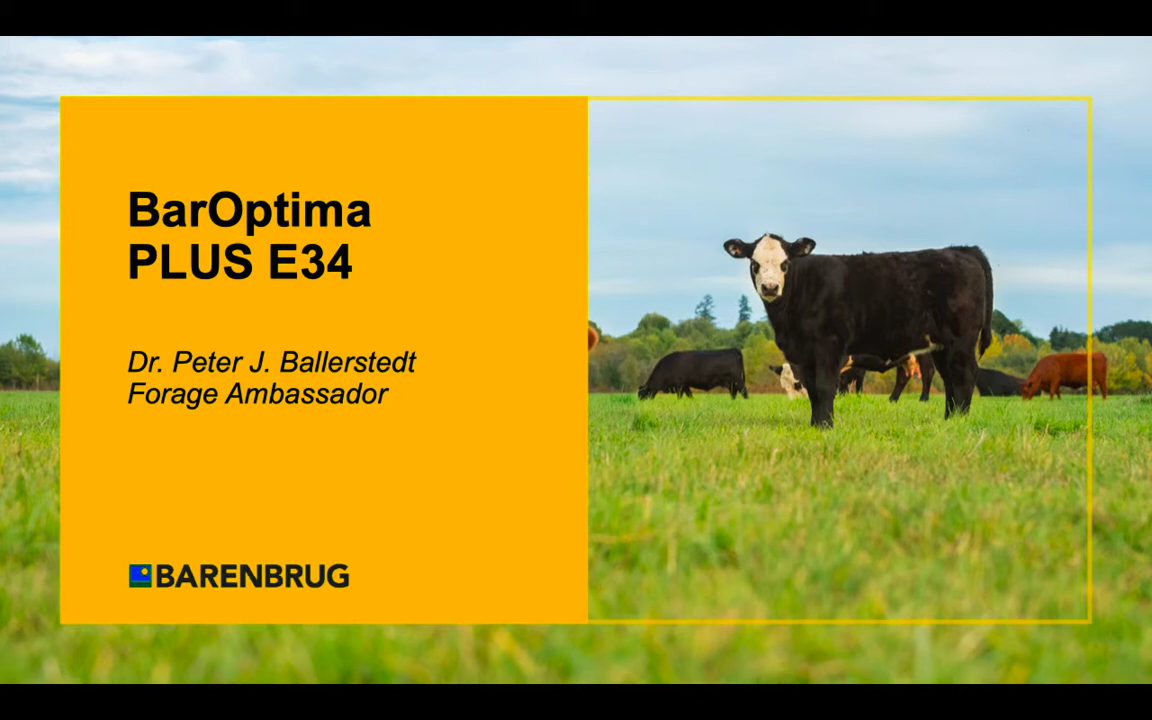 BarOptima
PLUS E34
Dr. Peter J. Ballerstedt
Forage Ambassador
BARENBRUG